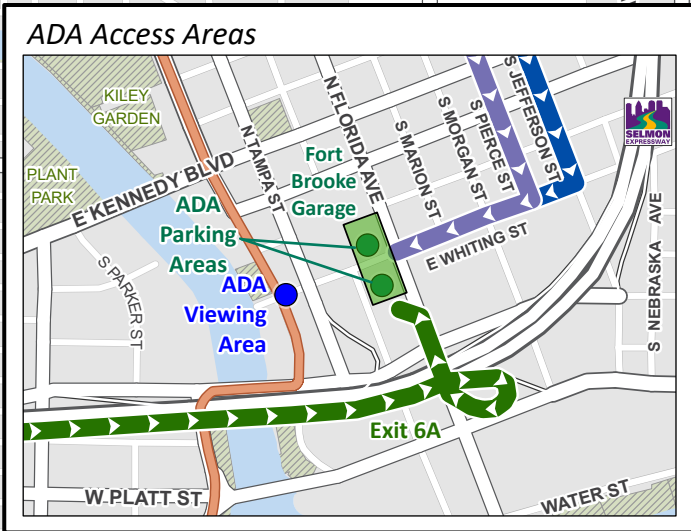 ADA Access Areas
KILEY
GARDEN
PLANT
PARK
E KENNEDY BLVD
N TAMPA ST
N FLORIDA AVE
S MARION ST
S MORGAN ST
S PIERCE ST
S JEFFERSON ST
SELMON
EXPRESSWAY
Fort
Brooke
Garage
ADA
Parking
Areas
E WHITING ST
S NEBRASKA AVE
S PARKER ST
ADA
Viewing
Area
Exit 6A
W PLATT ST
WATER ST